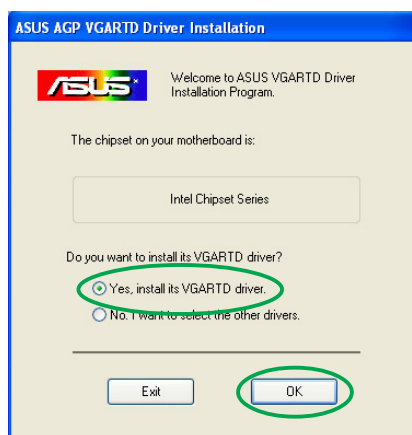 ASUS AGP VGARTD Driver Installation
ASUS
Welcome to ASUS VGARTD Driver
Installation Program.
The chipset on your motherboard is:
Intel Chipset Series
Do you want to install its VGARTD driver?
Yes, install its VGARTD driver.
No. I want to select the other drivers.
Exit
OK